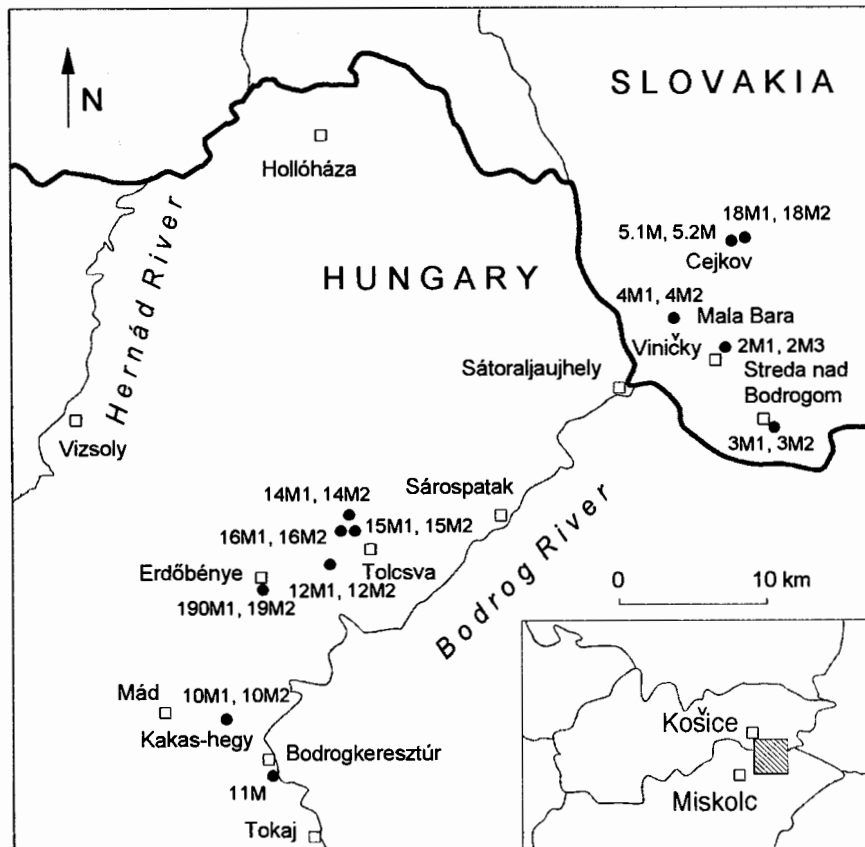 SLOVAKIA
N
Hollóháza
Hernád River
18M1, 18M2
5.1M, 5.2M
Cejkov
HUNGARY
4M1, 4M2
Mala Bara
Viničky
2M1, 2M3
Sátoraljaujhely
Streda nad
Bodrogom
Vizsoly
3M1, 3M2
14M1, 14M2
Sárospatak
16M1, 16M2
15M1, 15M2
Tolcsva
Erdőbénye
12M1, 12M2
190M1, 19M2
Bodrog River
0 10 km
Mád
10M1, 10M2
Kakas-hegy
Bodrogkeresztúr
11M
Tokaj
Košice
Miskolc